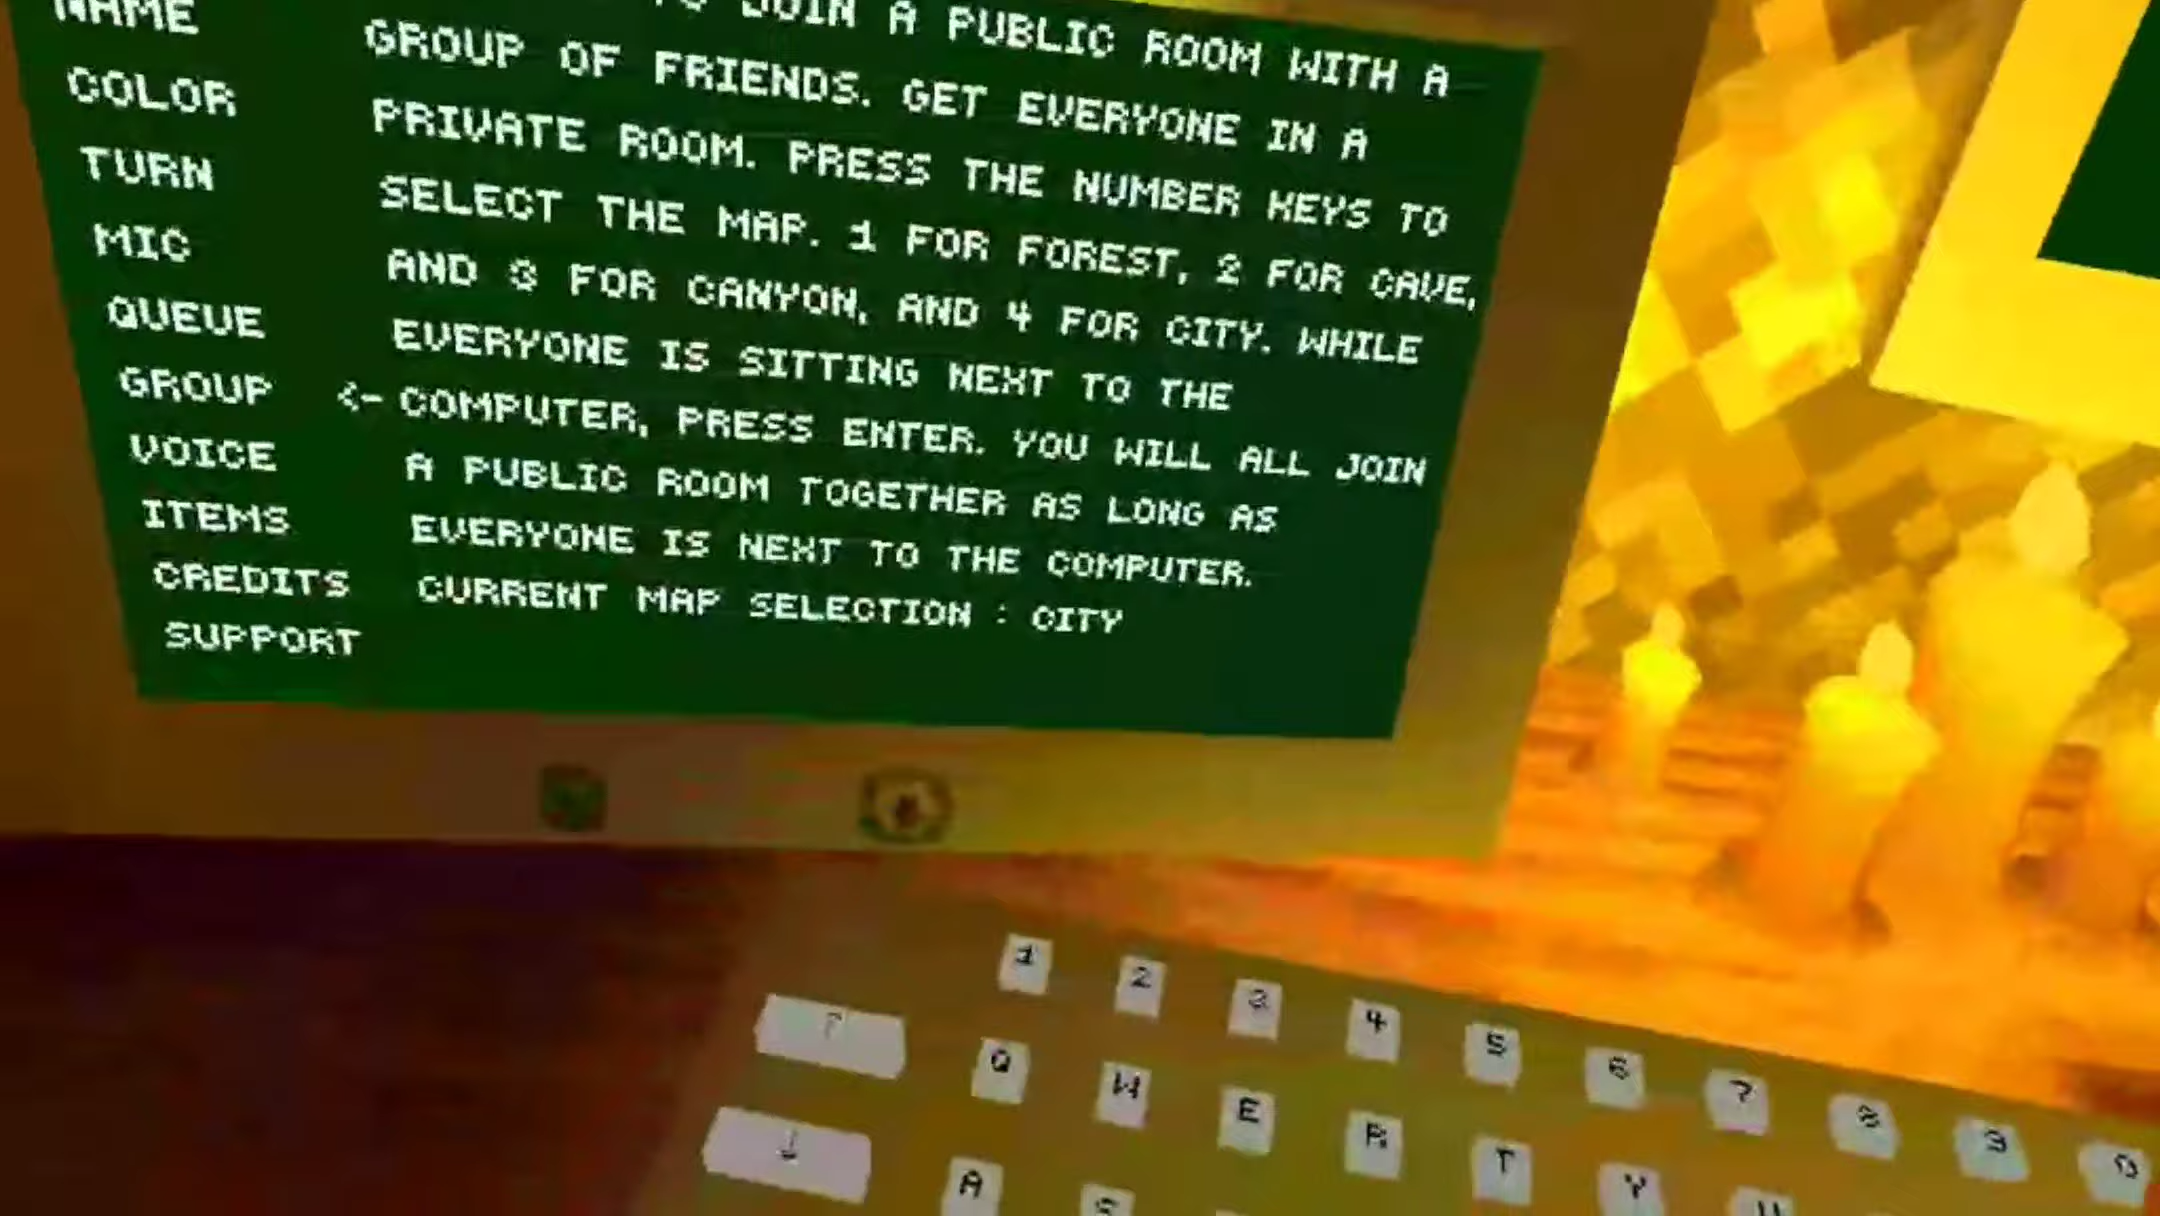 NAME
COLOR
TURN
MIC
QUEUE
GROUP <-
VOICE
ITEMS
CREDITS
SUPPORT
TO JOIN A PUBLIC ROOM WITH A
GROUP OF FRIENDS. GET EVERYONE IN A
PRIVATE ROOM. PRESS THE NUMBER KEYS TO
SELECT THE MAP. 1 FOR FOREST, 2 FOR CAVE,
AND 3 FOR CANYON, AND 4 FOR CITY. WHILE
EVERYONE IS SITTING NEXT TO THE
COMPUTER, PRESS ENTER. YOU WILL ALL JOIN
A PUBLIC ROOM TOGETHER AS LONG AS
EVERYONE IS NEXT TO THE COMPUTER.
CURRENT MAP SELECTION : CITY
1 2 3 4 5 6 7 8 9 0
↑ Q W E R T Y U
↓ A S